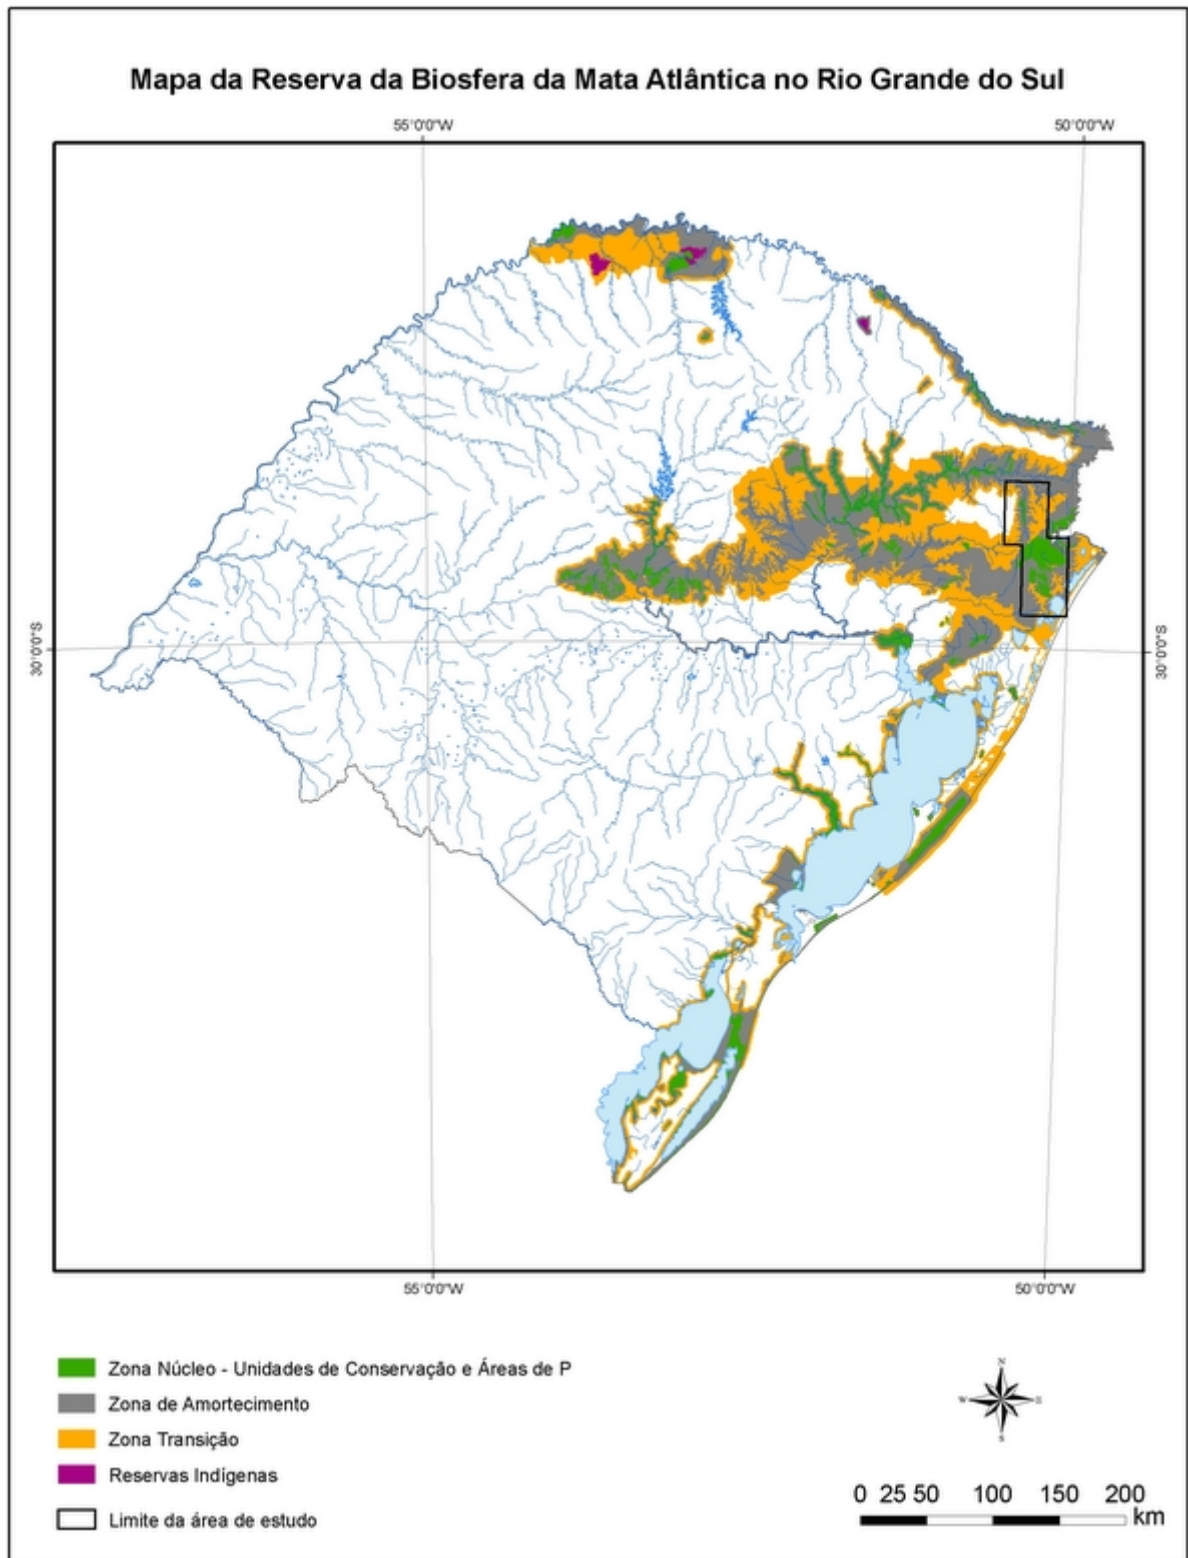 Mapa da Reserva da Biosfera da Mata Atlântica no Rio Grande do Sul
55°0'0"W
50°0'0"W
30°0'0"S
30°0'0"S
55°0'0"W
50°0'0"W
Zona Núcleo - Unidades de Conservação e Áreas de P
Zona de Amortecimento
Zona Transição
Reservas Indígenas
Limite da área de estudo
N
W
E
S
0 25 50 100 150 200
km